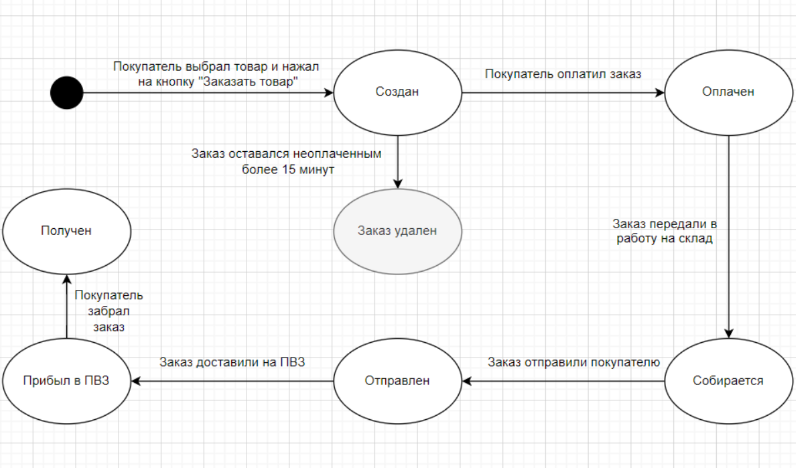 Покупатель выбрал товар и нажал
на кнопку "Заказать товар"
Создан
Покупатель оплатил заказ
Оплачен
Заказ оставался неоплаченным
более 15 минут
Заказ удален
Получен
Заказ передали в
работу на склад
Покупатель
забрал
заказ
Прибыл в ПВЗ
Заказ доставили на ПВЗ
Отправлен
Заказ отправили покупателю
Собирается